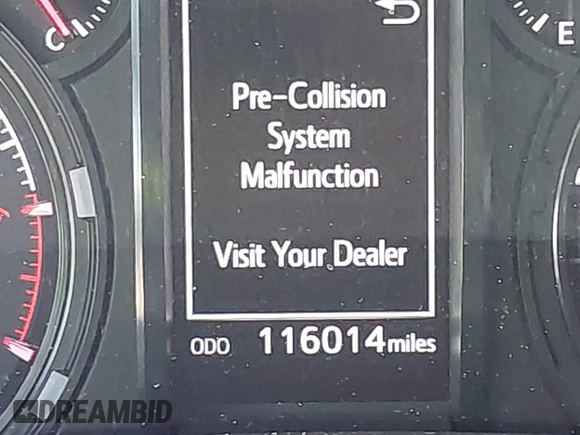 C
E
Pre-Collision
System
Malfunction
Visit Your Dealer
ODO 116014 miles
DREAMBID